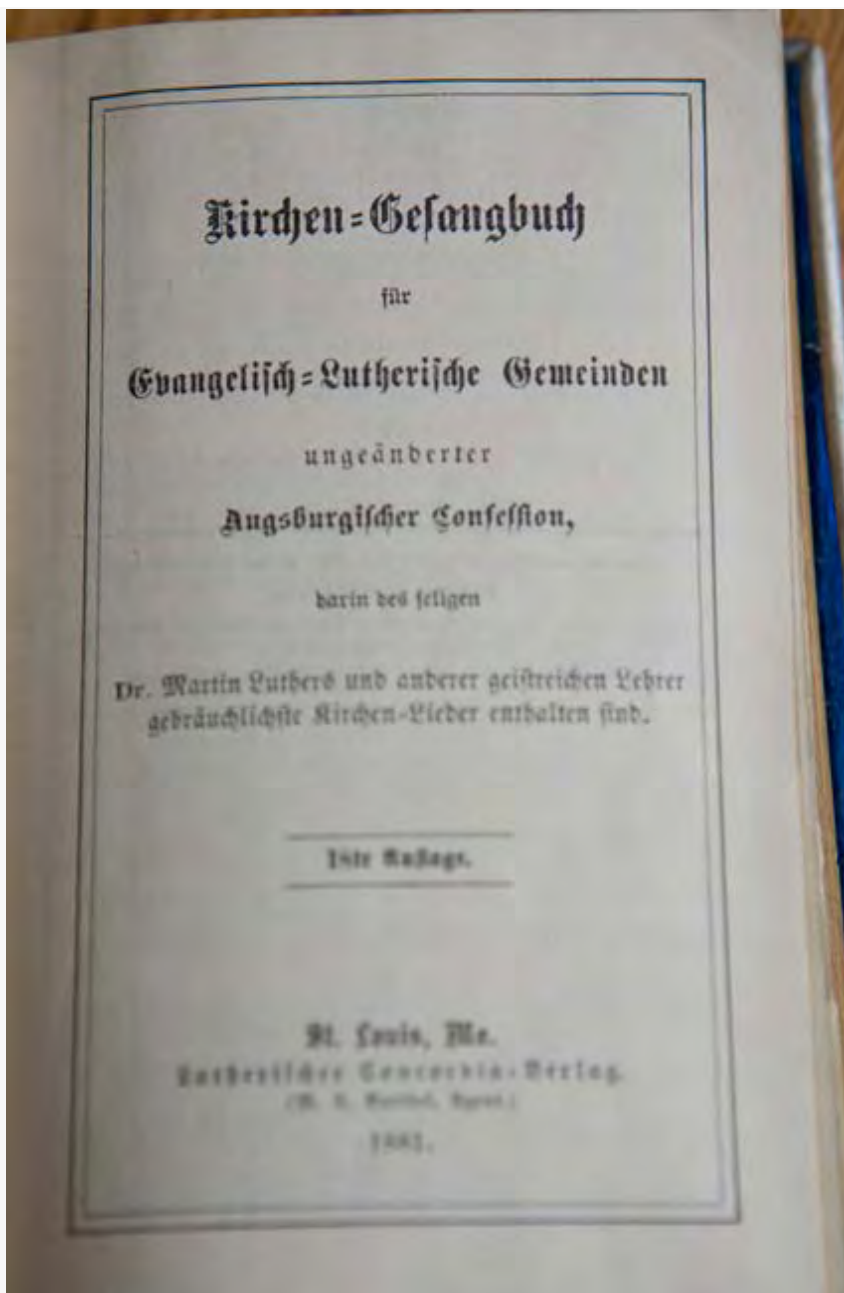 Kirchen-Gesangbuch
für
Evangelisch-Lutherische Gemeinden
ungeänderter
Augsburgischer Confession,
darin des seligen
Dr. Martin Luthers und anderer geistreichen Lehrer
gebräuchlichste Kirchen-Lieder enthalten sind.
Auflage.
St. Louis, Mo.
Lutherischer Concordia-Verlag.